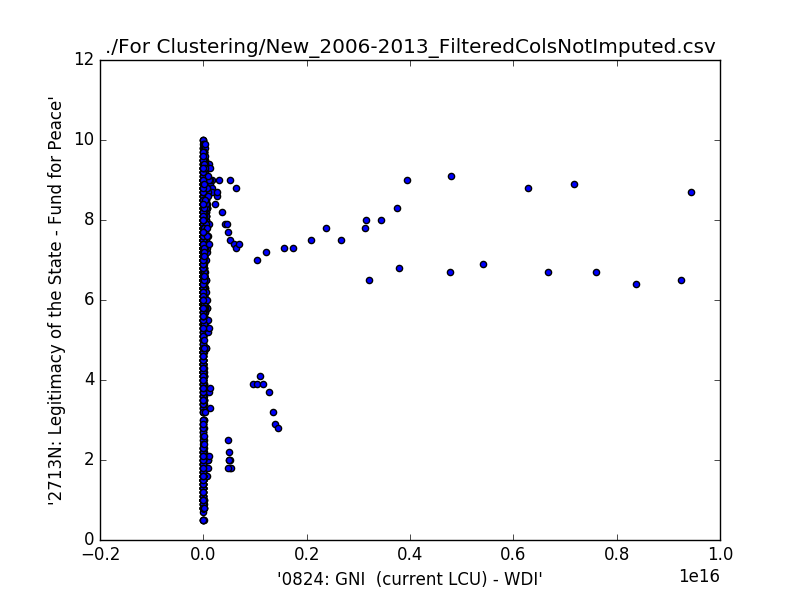 ./For Clustering/New_2006-2013_FilteredColsNotImputed.csv
12
10
8
6
4
2
0
'2713N: Legitimacy of the State - Fund for Peace'
−0.2 0.0 0.2 0.4 0.6 0.8 1.0
'0824: GNI  (current LCU) - WDI'
1e16